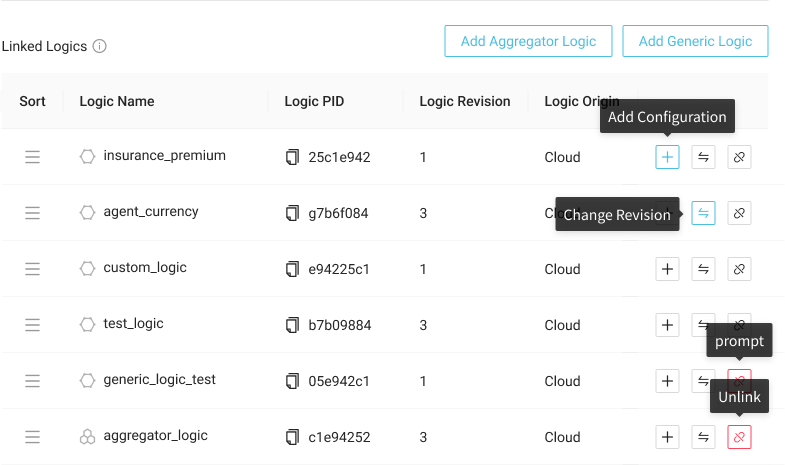 Linked Logics
Add Aggregator Logic
Add Generic Logic
Sort Logic Name Logic PID Logic Revision Logic Origin
Add Configuration
insurance_premium 25c1e942 1 Cloud
agent_currency g7b6f084 3 Clou
Change Revision
custom_logic e94225c1 1 Cloud
test_logic b7b09884 3 Cloud
prompt
generic_logic_test 05e942c1 1 Cloud
Unlink
aggregator_logic c1e94252 3 Cloud